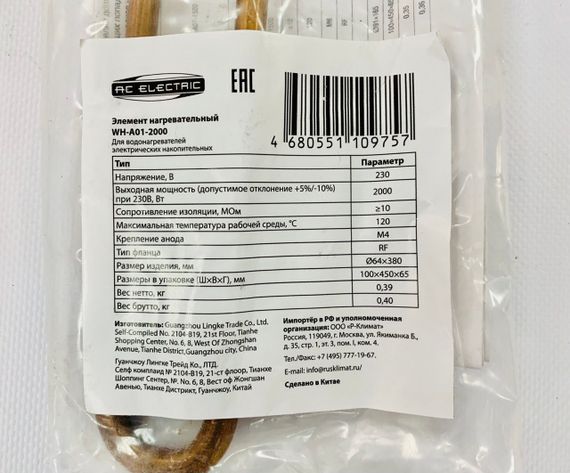 AC ELECTRIC
EAC
Элемент нагревательный
WH-A01-2000
Для водонагревателей
электрических накопительных
4 680551 109757
Тип Параметр
Напряжение, В 230
Выходная мощность (допустимое отклонение +5%/-10%) при 230В, Вт 2000
Сопротивление изоляции, МОм ≥10
Максимальная температура рабочей среды, °С 120
Крепление анода М4
Тип фланца RF
Размер изделия, мм Ø64×380
Размеры в упаковке (Ш×В×Г), мм 100×450×65
Вес нетто, кг 0,39
Вес брутто, кг 0,40
Изготовитель: Guangzhou Lingke Trade Co., Ltd,
Self-Compiled No. 2104-B19, 21st Floor, Tianhe
Shopping Center, No. 6, 8, West Of Zhongshan
Avenue, Tianhe District, Guangzhou city, China
Гуанчжоу Лингке Трейд Ко., ЛТД.
Селф компилад № 2104-B19, 21-ст флоор, Тианхе
Шоппинг Сентер, №. 6, 8, Вест оф Жонгшан
Авенью, Тианхе Дистрикт, Гуанчжоу, Китай
Импортёр в РФ и уполномоченная
организация: ООО «Р-Климат»
Россия, 119049, г. Москва, ул. Якиманка Б.,
д. 35, стр. 1, эт. 3, пом. I, ком. 4.
Тел./Факс: +7 (495) 777-19-67.
E-mail: info@rusklimat.ru
Сделано в Китае